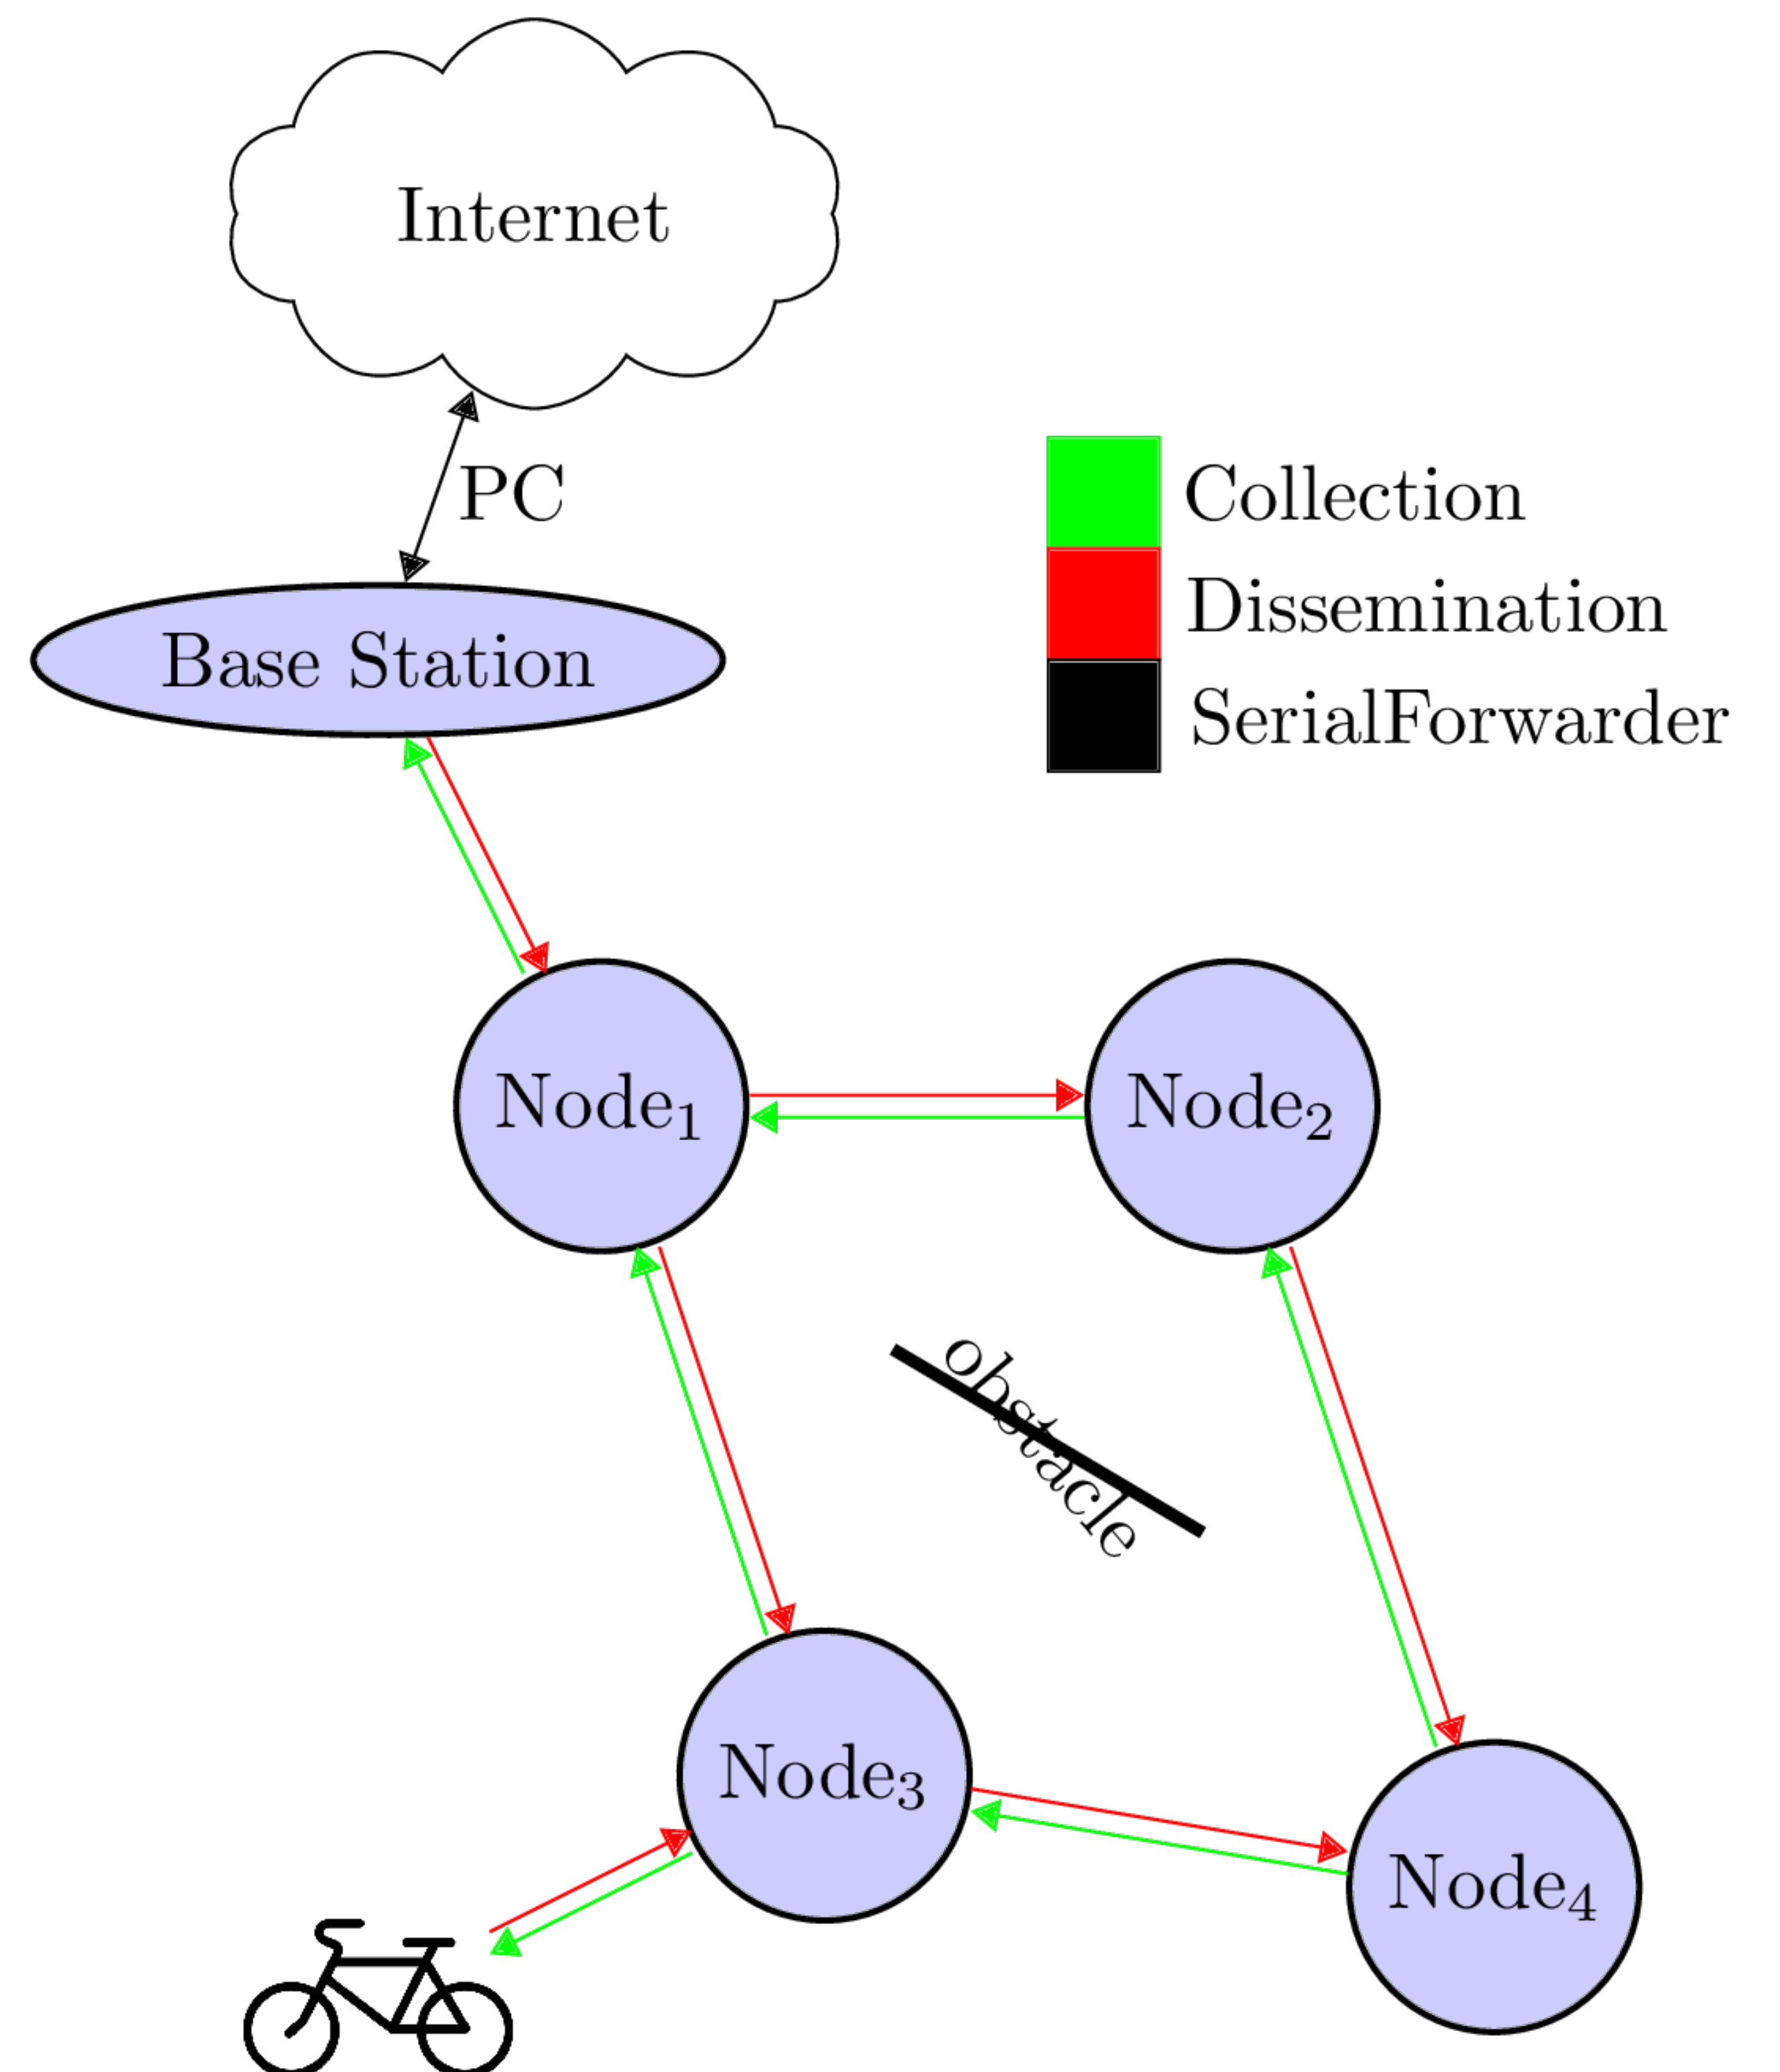 Internet
PC
Collection
Dissemination
SerialForwarder
Base Station
Node₁
Node₂
obstacle
Node₃
Node₄